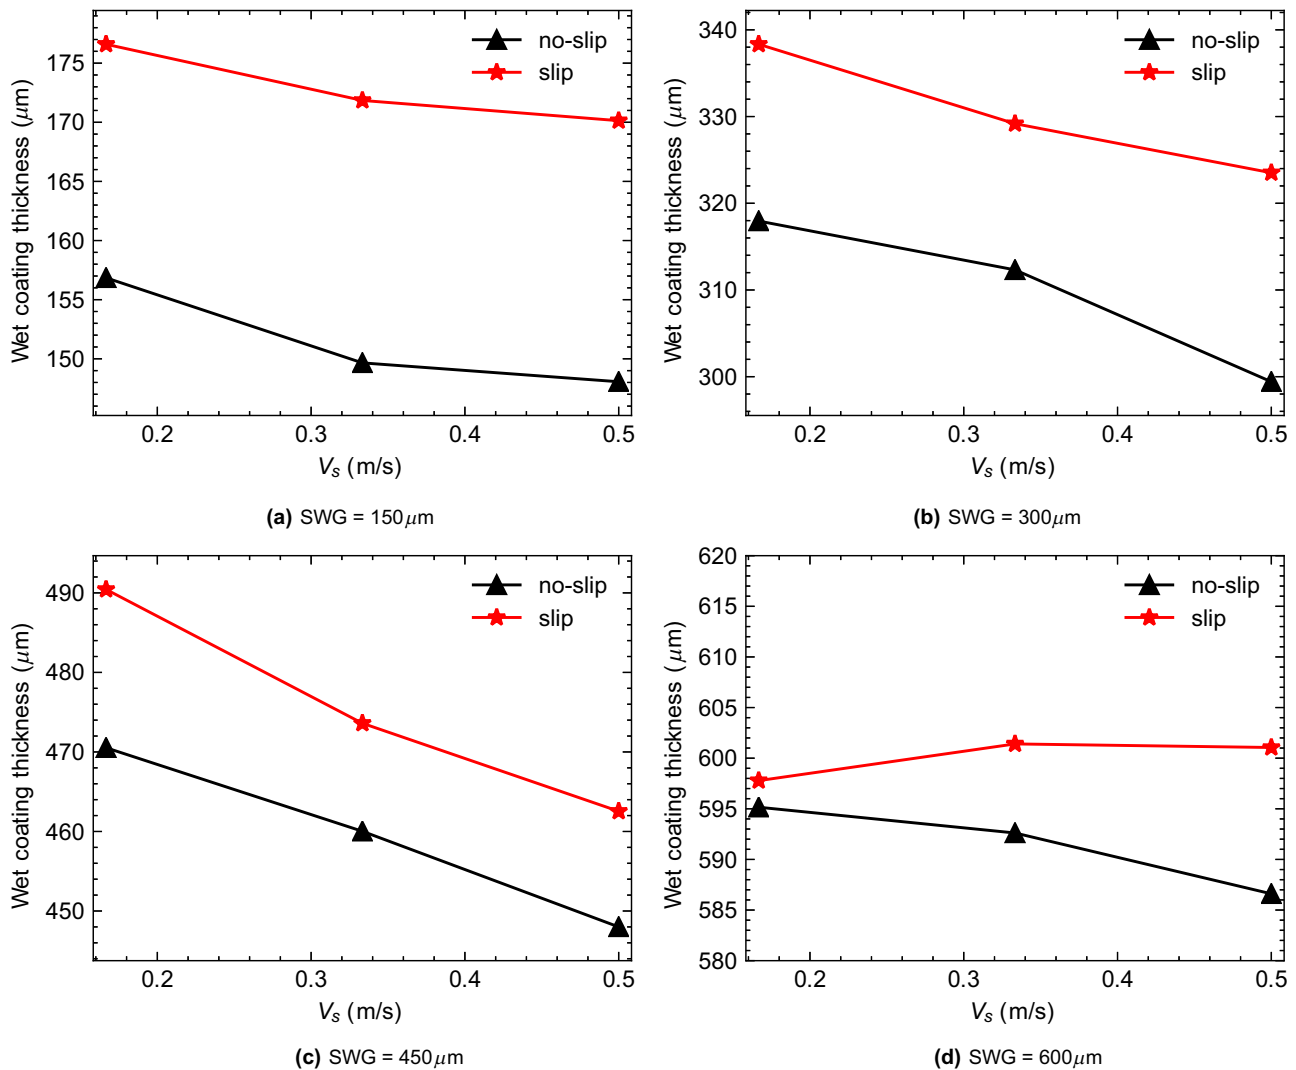 Wet coating thickness (μm)
175
170
165
160
155
150
no-slip
slip
0.2 0.3 0.4 0.5
Vs (m/s)
(a) SWG = 150μm
Wet coating thickness (μm)
340
330
320
310
300
no-slip
slip
0.2 0.3 0.4 0.5
Vs (m/s)
(b) SWG = 300μm
Wet coating thickness (μm)
490
480
470
460
450
no-slip
slip
0.2 0.3 0.4 0.5
Vs (m/s)
(c) SWG = 450μm
Wet coating thickness (μm)
620
615
610
605
600
595
590
585
580
no-slip
slip
0.2 0.3 0.4 0.5
Vs (m/s)
(d) SWG = 600μm